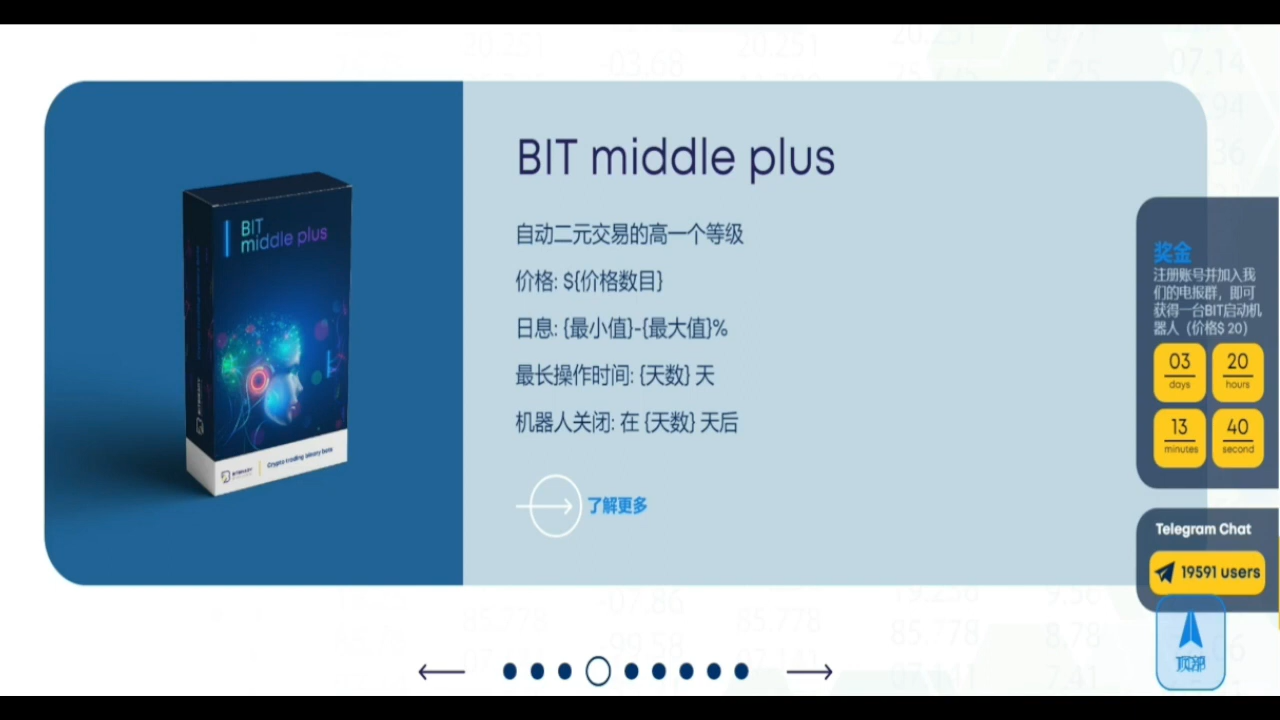 BIT middle plus
自动二元交易的高一个等级
价格: ${价格数目}
日息: {最小值}-{最大值}%
最长操作时间: {天数} 天
机器人关闭: 在 {天数} 天后
了解更多
BIT
middle plus
Crypto trading binary bots
奖金
注册账号并加入我
们的电报群，即可
获得一台BIT启动机
器人（价格$ 20）
03
days
20
hours
13
minutes
40
second
Telegram Chat
19591 users
顶部